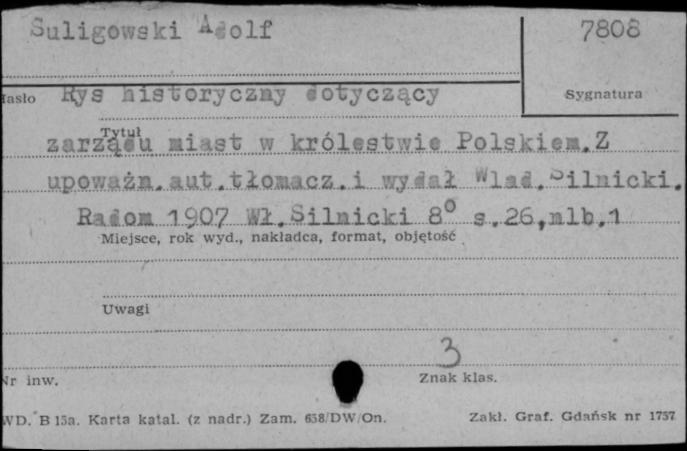 Suligowski Adolf 7808
Hasło Rys historyczny dotyczący Sygnatura
Tytuł
zarządu miast w królestwie Polskiem.Z
upoważn.aut.tłomacz.i wydał Wład.Silnicki.
Radom 1907 Wł.Silnicki 8° s.26,nlb.1
Miejsce, rok wyd., nakładca, format, objętość
Uwagi
3
Nr inw. Znak klas.
WD. B 15a. Karta katal. (z nadr.) Zam. 658/DW/On. Zakł. Graf. Gdańsk nr 1757